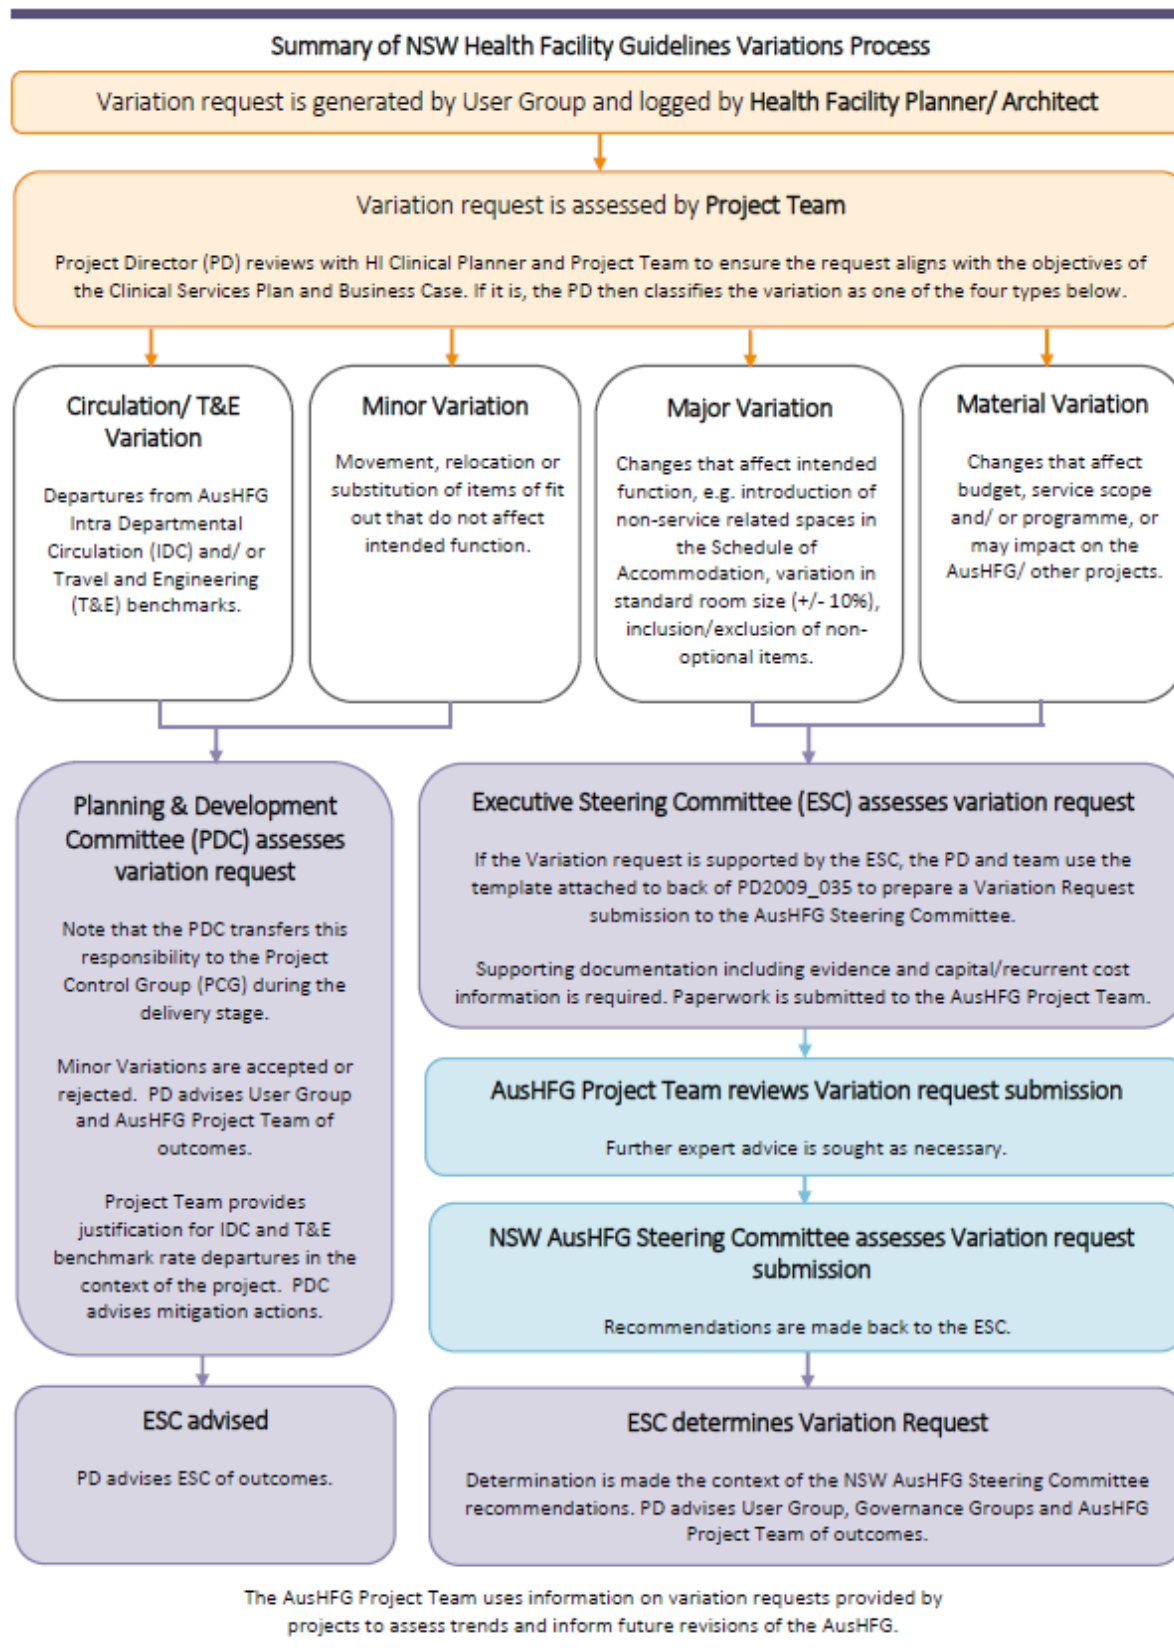 Summary of NSW Health Facility Guidelines Variations Process
Variation request is generated by User Group and logged by Health Facility Planner/ Architect
Variation request is assessed by Project Team
Project Director (PD) reviews with HI Clinical Planner and Project Team to ensure the request aligns with the objectives of
the Clinical Services Plan and Business Case. If it is, the PD then classifies the variation as one of the four types below.
Circulation/ T&E
Variation
Departures from AusHFG
Intra Departmental
Circulation (IDC) and/ or
Travel and Engineering
(T&E) benchmarks.
Minor Variation
Movement, relocation or
substitution of items of fit
out that do not affect
intended function.
Major Variation
Changes that affect intended
function, e.g. introduction of
non-service related spaces in
the Schedule of
Accommodation, variation in
standard room size (+/- 10%),
inclusion/exclusion of non-
optional items.
Material Variation
Changes that affect
budget, service scope
and/ or programme, or
may impact on the
AusHFG/ other projects.
Planning & Development
Committee (PDC) assesses
variation request
Note that the PDC transfers this
responsibility to the Project
Control Group (PCG) during the
delivery stage.
Minor Variations are accepted or
rejected. PD advises User Group
and AusHFG Project Team of
outcomes.
Project Team provides
justification for IDC and T&E
benchmark rate departures in the
context of the project. PDC
advises mitigation actions.
ESC advised
PD advises ESC of outcomes.
Executive Steering Committee (ESC) assesses variation request
If the Variation request is supported by the ESC, the PD and team use the
template attached to back of PD2009_035 to prepare a Variation Request
submission to the AusHFG Steering Committee.
Supporting documentation including evidence and capital/recurrent cost
information is required. Paperwork is submitted to the AusHFG Project Team.
AusHFG Project Team reviews Variation request submission
Further expert advice is sought as necessary.
NSW AusHFG Steering Committee assesses Variation request
submission
Recommendations are made back to the ESC.
ESC determines Variation Request
Determination is made the context of the NSW AusHFG Steering Committee
recommendations. PD advises User Group, Governance Groups and AusHFG
Project Team of outcomes.
The AusHFG Project Team uses information on variation requests provided by
projects to assess trends and inform future revisions of the AusHFG.